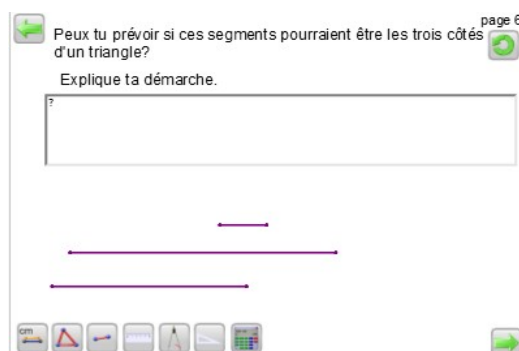 page 6
Peux tu prévoir si ces segments pourraient être les trois côtés
d'un triangle?
Explique ta démarche.
?
cm